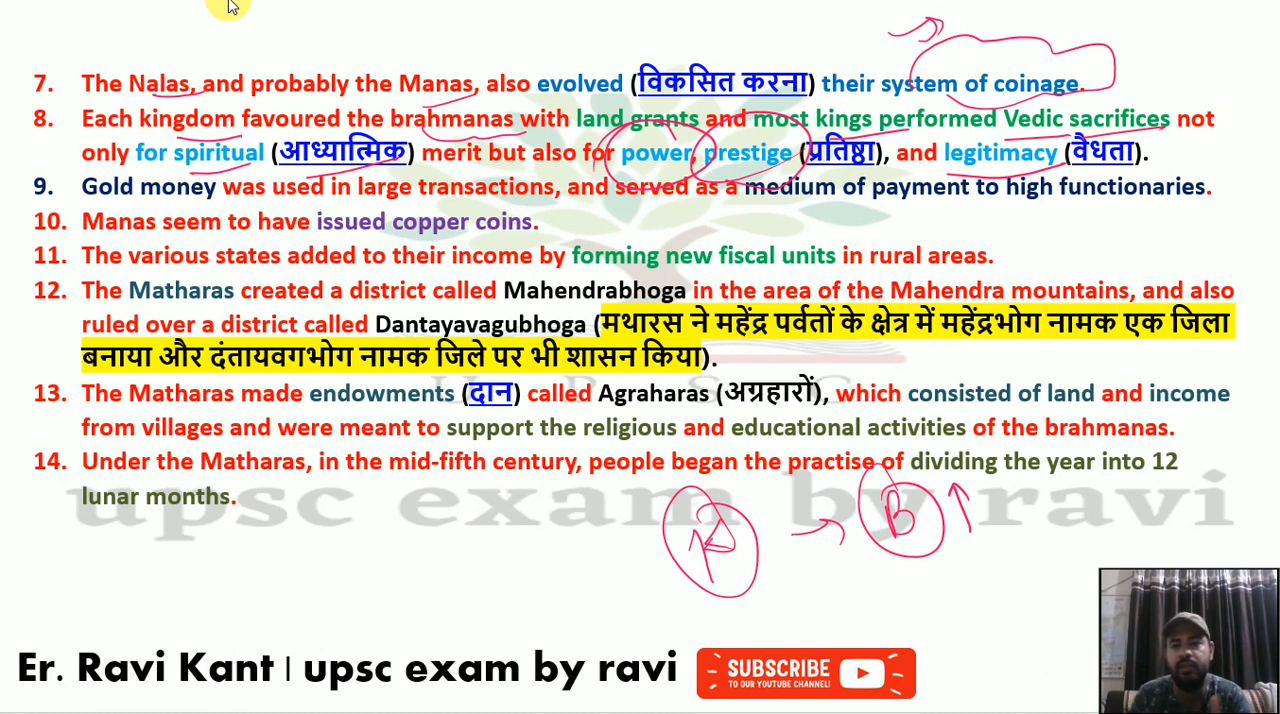 7. The Nalas, and probably the Manas, also evolved (विकसित करना) their system of coinage.
8. Each kingdom favoured the brahmanas with land grants and most kings performed Vedic sacrifices not
only for spiritual (आध्यात्मिक) merit but also for power, prestige (प्रतिष्ठा), and legitimacy (वैधता).
9. Gold money was used in large transactions, and served as a medium of payment to high functionaries.
10. Manas seem to have issued copper coins.
11. The various states added to their income by forming new fiscal units in rural areas.
12. The Matharas created a district called Mahendrabhoga in the area of the Mahendra mountains, and also
ruled over a district called Dantayavagubhoga (मथारस ने महेंद्र पर्वतों के क्षेत्र में महेंद्रभोग नामक एक जिला
बनाया और दंतायवगभोग नामक जिले पर भी शासन किया).
UPSC
13. The Matharas made endowments (दान) called Agraharas (अग्रहारों), which consisted of land and income
from villages and were meant to support the religious and educational activities of the brahmanas.
14. Under the Matharas, in the mid-fifth century, people began the practise of dividing the year into 12
lunar months.
upsc exam by ravi
B
Er. Ravi Kant | upsc exam by ravi
SUBSCRIBE
TO OUR YOUTUBE CHANNEL!